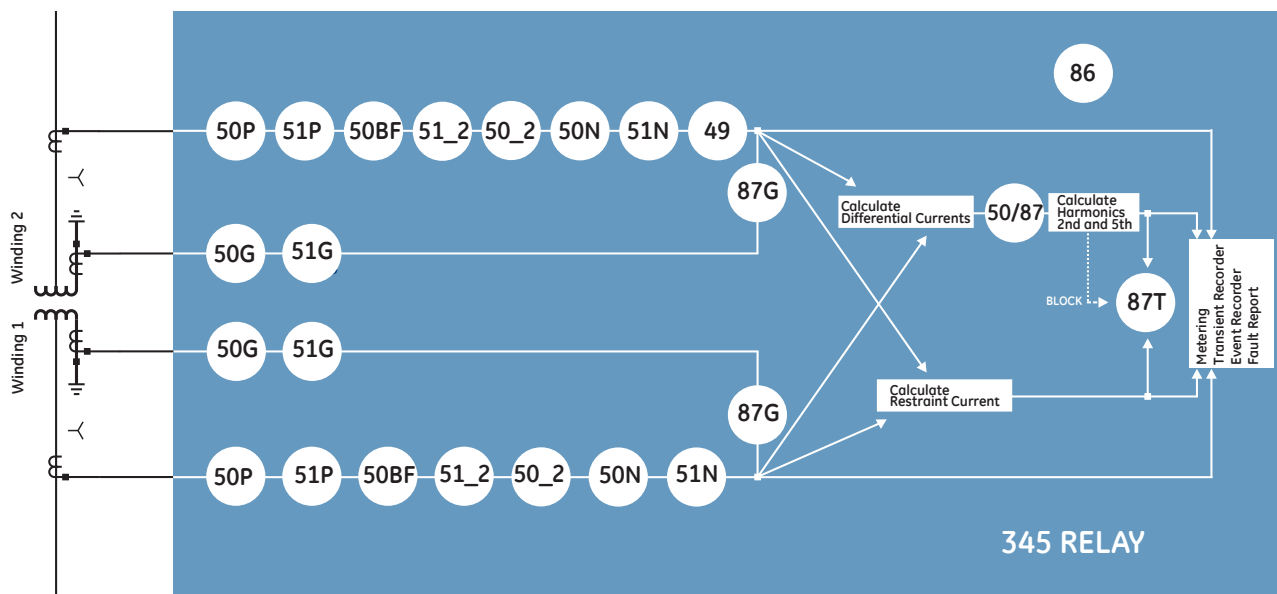 86
50P 51P 50BF 51_2 50_2 50N 51N 49
87G
Calculate
Differential Currents
50/87
Calculate
Harmonics
2nd and 5th
Winding 2
50G 51G
BLOCK
87T
Metering
Transient Recorder
Event Recorder
Fault Report
Winding 1
50G 51G
Calculate
Restraint Current
87G
50P 51P 50BF 51_2 50_2 50N 51N
345 RELAY